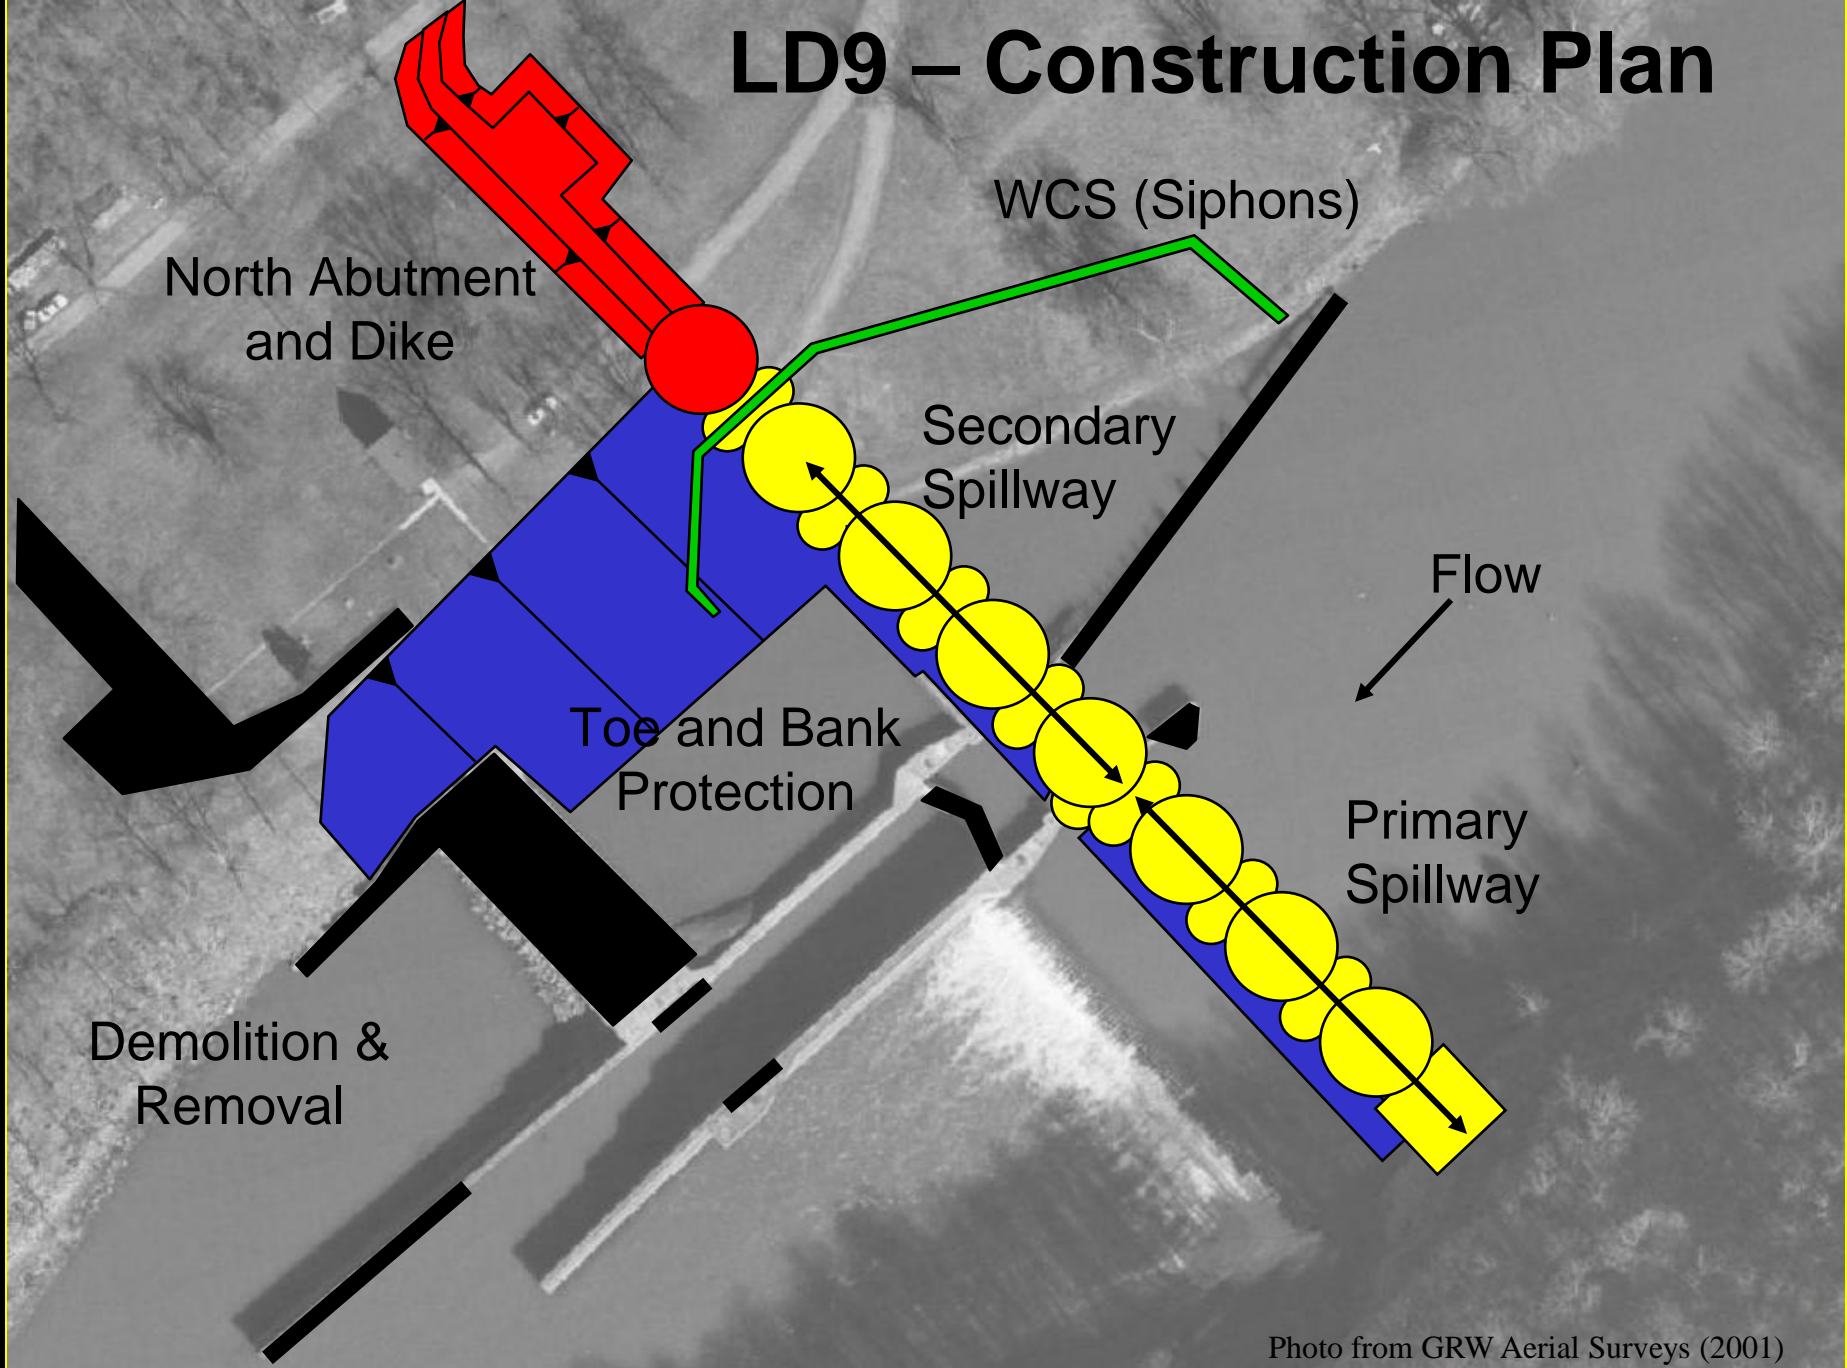 LD9 – Construction Plan
WCS (Siphons)
North Abutment
and Dike
Secondary
Spillway
Flow
Toe and Bank
Protection
Primary
Spillway
Demolition &
Removal
Photo from GRW Aerial Surveys (2001)